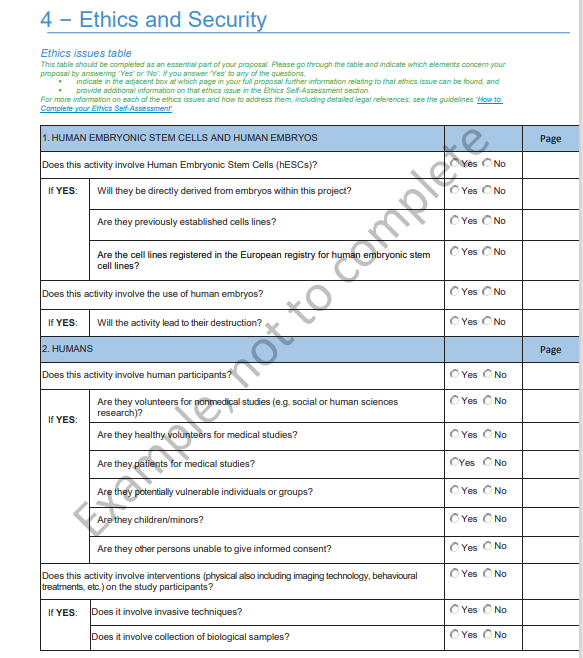 4 – Ethics and Security
Ethics issues table
This table should be completed as an essential part of your proposal. Please go through the table and indicate which elements concern your
proposal by answering 'Yes' or 'No'. If you answer 'Yes' to any of the questions,
• indicate in the adjacent box at which page in your full proposal further information relating to that ethics issue can be found, and
• provide additional information on that ethics issue in the Ethics Self-Assessment section.
For more information on each of the ethics issues and how to address them, including detailed legal references, see the guidelines 'How to
Complete your Ethics Self-Assessment'.
1. HUMAN EMBRYONIC STEM CELLS AND HUMAN EMBRYOS Page
Does this activity involve Human Embryonic Stem Cells (hESCs)? Yes No
If YES: Will they be directly derived from embryos within this project? Yes No
Are they previously established cells lines? Yes No
Are the cell lines registered in the European registry for human embryonic stem
cell lines? Yes No
Does this activity involve the use of human embryos? Yes No
If YES: Will the activity lead to their destruction? Yes No
2. HUMANS Page
Does this activity involve human participants? Yes No
If YES: Are they volunteers for nonmedical studies (e.g. social or human sciences
research)? Yes No
Are they healthy volunteers for medical studies? Yes No
Are they patients for medical studies? Yes No
Are they potentially vulnerable individuals or groups? Yes No
Are they children/minors? Yes No
Are they other persons unable to give informed consent? Yes No
Does this activity involve interventions (physical also including imaging technology, behavioural
treatments, etc.) on the study participants? Yes No
If YES: Does it involve invasive techniques? Yes No
Does it involve collection of biological samples? Yes No
Example, not to complete